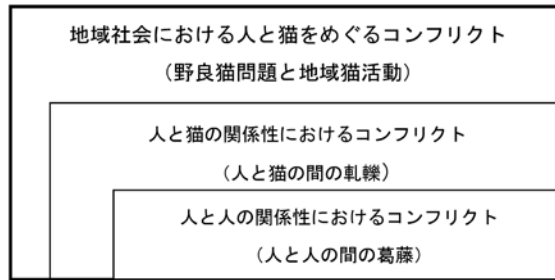 地域社会における人と猫をめぐるコンフリクト
（野良猫問題と地域猫活動）
人と猫の関係性におけるコンフリクト
（人と猫の間の軋轢）
人と人の関係性におけるコンフリクト
（人と人の間の葛藤）